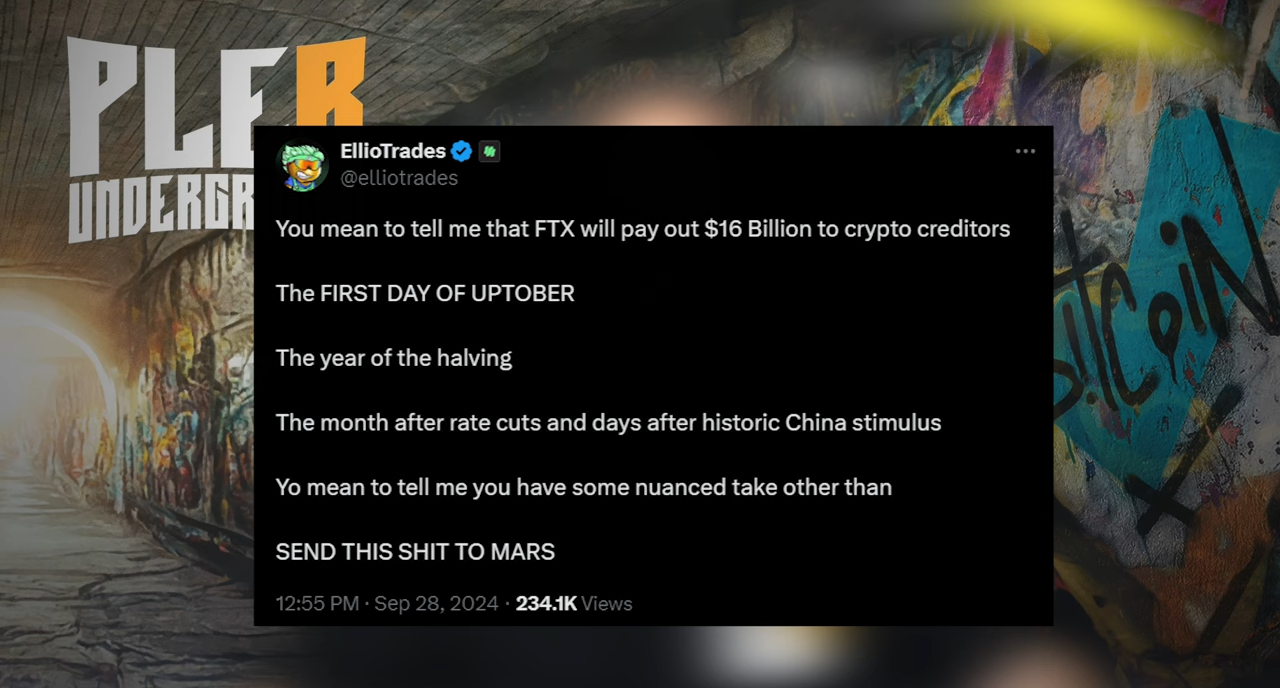 PLEB
UNDERGR
EllioTrades
@elliotrades
You mean to tell me that FTX will pay out $16 Billion to crypto creditors
The FIRST DAY OF UPTOBER
The year of the halving
The month after rate cuts and days after historic China stimulus
Yo mean to tell me you have some nuanced take other than
SEND THIS SHIT TO MARS
12:55 PM · Sep 28, 2024 · 234.1K Views
BitCoiN